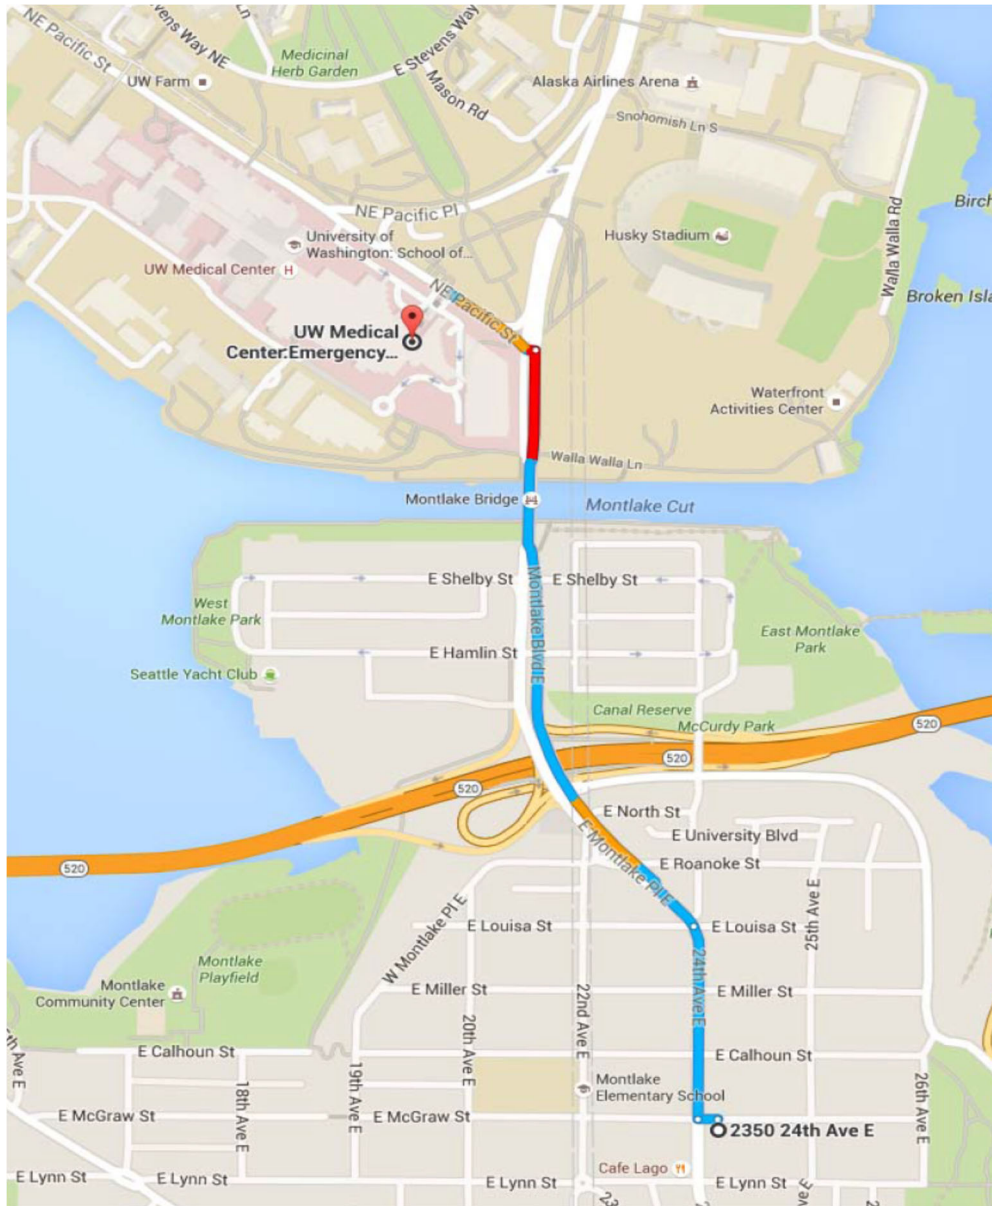 NE Pacific St
Stevens Way NE
Ln
Medicinal
Herb Garden
E Stevens Way
UW Farm
Mason Rd
Alaska Airlines Arena
Snohomish Ln S
NE Pacific Pl
University of
Washington: School of...
UW Medical Center
H
Husky Stadium
Walla Walla Rd
Birch
Broken Isla
NE Pacific St
UW Medical
Center:Emergency...
Waterfront
Activities Center
Walla Walla Ln
Montlake Bridge
Montlake Cut
E Shelby St
E Shelby St
Montlake Blvd E
West
Montlake Park
East Montlake
Park
E Hamlin St
Seattle Yacht Club
Canal Reserve
McCurdy Park
520
520
520
520
E North St
E University Blvd
E Montlake Pl E
E Roanoke St
W Montlake Pl E
E Louisa St
E Louisa St
25th Ave E
Montlake
Playfield
24th Ave E
Montlake
Community Center
E Miller St
E Miller St
22nd Ave E
20th Ave E
E Calhoun St
E Calhoun St
th Ave E
18th Ave E
19th Ave E
26th Ave E
Montlake
Elementary School
E McGraw St
E McGraw St
2350 24th Ave E
Cafe Lago
E Lynn St
E Lynn St
E Lynn St
23